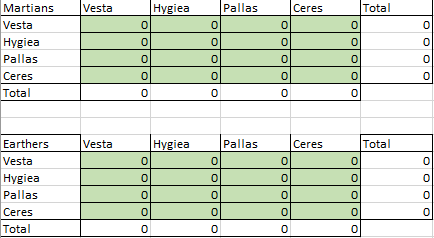 Martians Vesta Hygiea Pallas Ceres Total
Vesta 0 0 0 0 0
Hygiea 0 0 0 0 0
Pallas 0 0 0 0 0
Ceres 0 0 0 0 0
Total 0 0 0 0
Earthers Vesta Hygiea Pallas Ceres Total
Vesta 0 0 0 0 0
Hygiea 0 0 0 0 0
Pallas 0 0 0 0 0
Ceres 0 0 0 0 0
Total 0 0 0 0